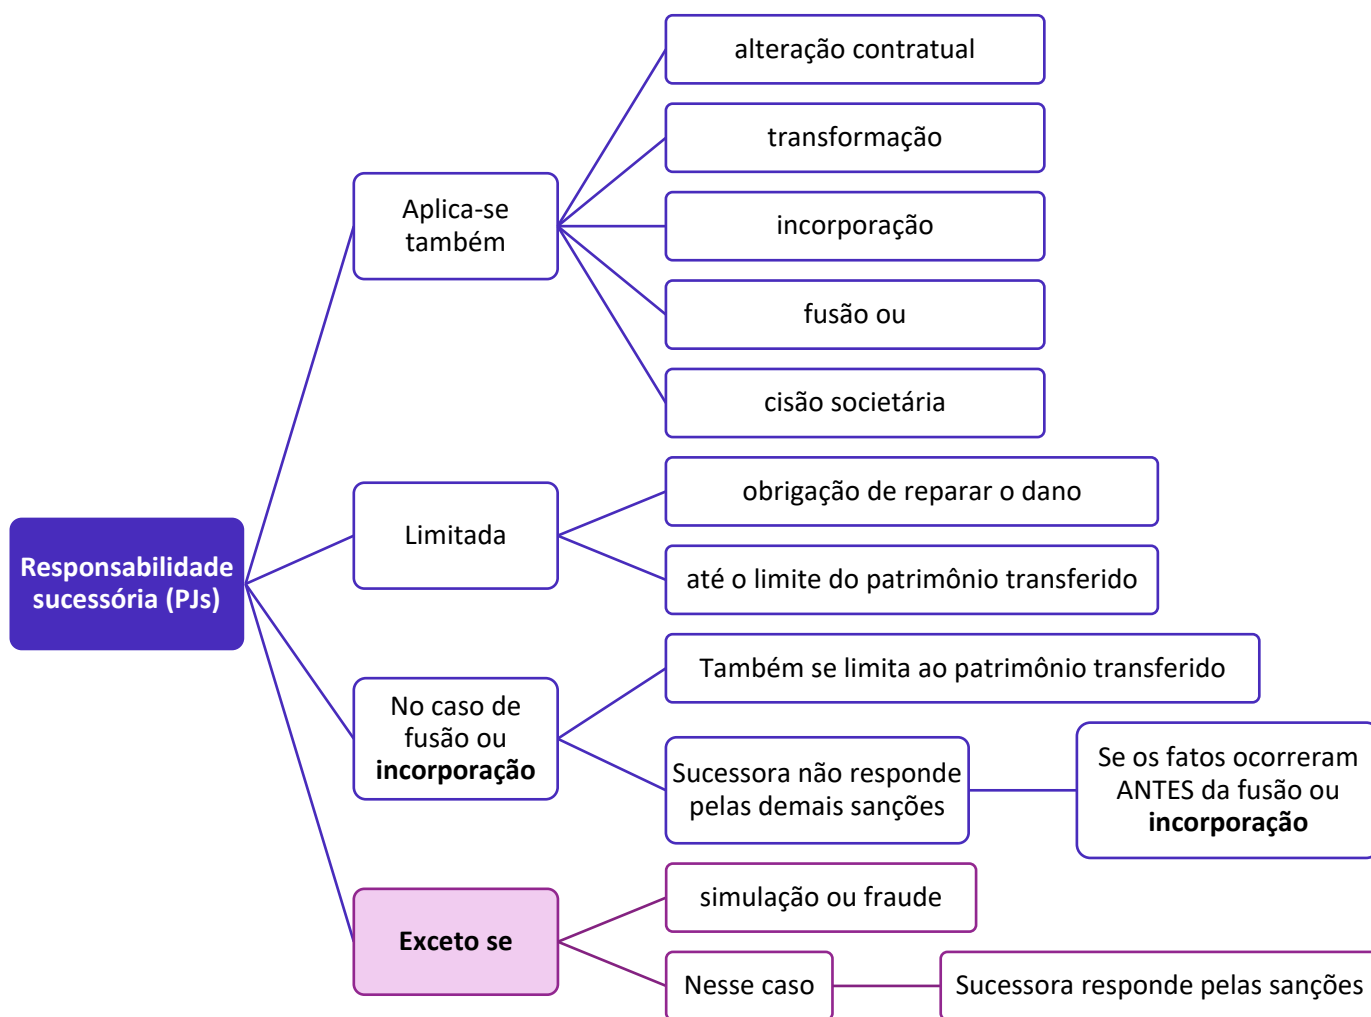 alteração contratual
transformação
Aplica-se
também
incorporação
fusão ou
cisão societária
obrigação de reparar o dano
Limitada
até o limite do patrimônio transferido
Responsabilidade
sucessória (PJs)
Também se limita ao patrimônio transferido
No caso de
fusão ou
incorporação
Sucessora não responde
pelas demais sanções
Se os fatos ocorreram
ANTES da fusão ou
incorporação
simulação ou fraude
Exceto se
Nesse caso
Sucessora responde pelas sanções